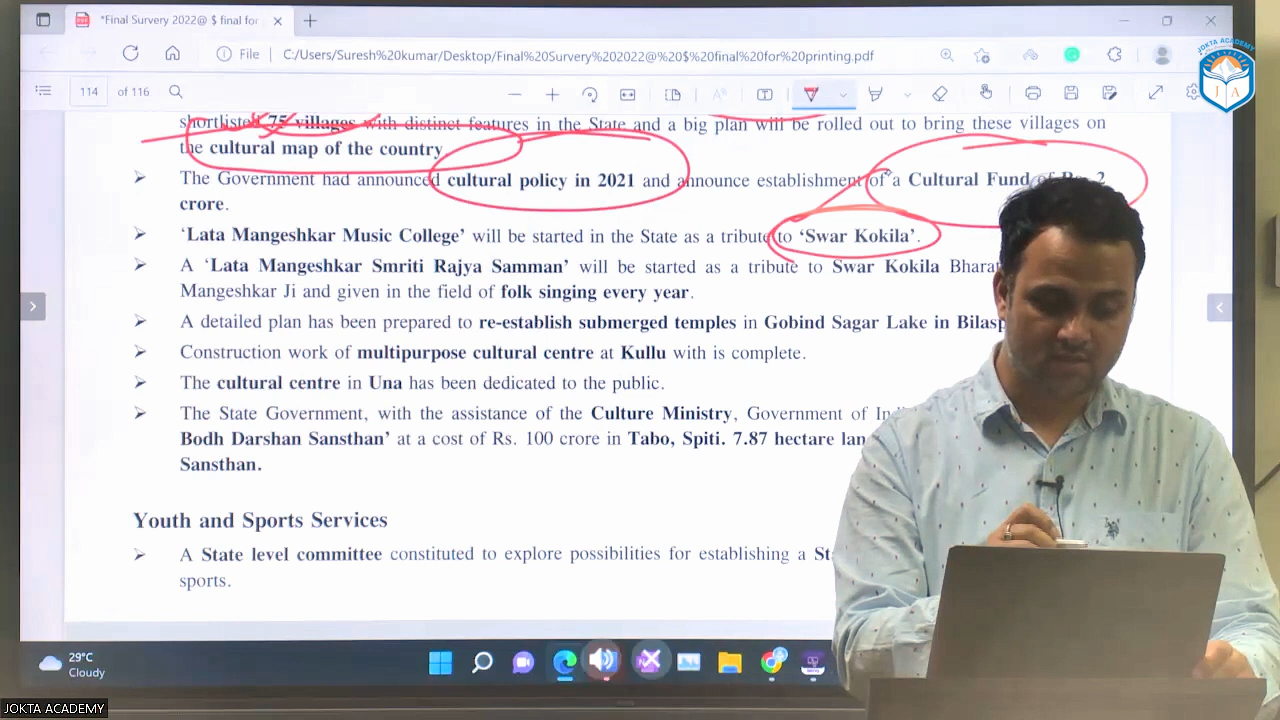 *Final Survery 2022@ $ final for
JOKTA ACADEMY
J A
File C:/Users/Suresh%20kumar/Desktop/Final%20Survery%202022@%20$%20final%20for%20printing.pdf
114 of 116
shortlisted 75 villages with distinct features in the State and a big plan will be rolled out to bring these villages on
the cultural map of the country
The Government had announced cultural policy in 2021 and announce establishment of a Cultural Fund of Rs. 2
crore.
‘Lata Mangeshkar Music College’ will be started in the State as a tribute to ‘Swar Kokila’.
A ‘Lata Mangeshkar Smriti Rajya Samman’ will be started as a tribute to Swar Kokila Bharat
Mangeshkar Ji and given in the field of folk singing every year.
A detailed plan has been prepared to re-establish submerged temples in Gobind Sagar Lake in Bilasp
Construction work of multipurpose cultural centre at Kullu with is complete.
The cultural centre in Una has been dedicated to the public.
The State Government, with the assistance of the Culture Ministry, Government of In
Bodh Darshan Sansthan’ at a cost of Rs. 100 crore in Tabo, Spiti. 7.87 hectare lan
Sansthan.
Youth and Sports Services
A State level committee constituted to explore possibilities for establishing a St
sports.
29°C
Cloudy
JOKTA ACADEMY